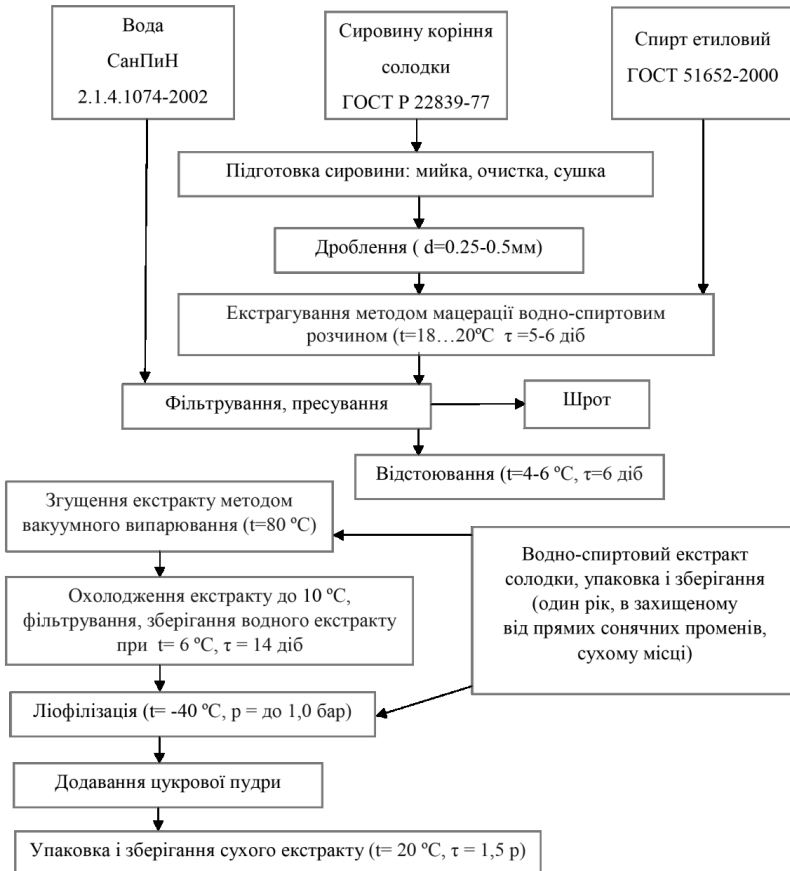 Вода
СанПиН
2.1.4.1074-2002
Сировину коріння
солодки
ГОСТ Р 22839-77
Спирт етиловий
ГОСТ 51652-2000
Підготовка сировини: мийка, очистка, сушка
Дроблення ( d=0.25-0.5мм)
Екстрагування методом мацерації водно-спиртовим
розчином (t=18…20ºС τ =5-6 діб
Фільтрування, пресування
Шрот
Відстоювання (t=4-6 ºС, τ=6 діб
Згущення екстракту методом
вакуумного випарювання (t=80 ºС)
Водно-спиртовий екстракт
солодки, упаковка і зберігання
(один рік, в захищеному
від прямих сонячних променів,
сухому місці)
Охолодження екстракту до 10 ºС,
фільтрування, зберігання водного екстракту
при t= 6 ºС, τ = 14 діб
Ліофілізація (t= -40 ºС, р = до 1,0 бар)
Додавання цукрової пудри
Упаковка і зберігання сухого екстракту (t= 20 ºС, τ = 1,5 р)